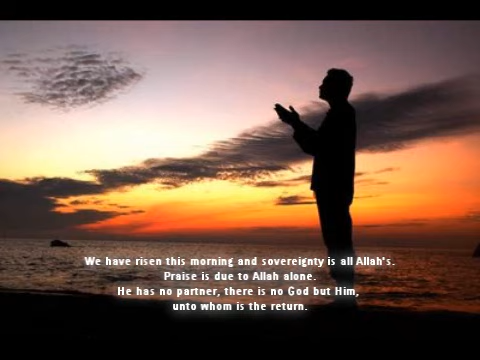 We have risen this morning and sovereignty is all Allah's.
Praise is due to Allah alone.
He has no partner, there is no God but Him,
unto whom is the return.